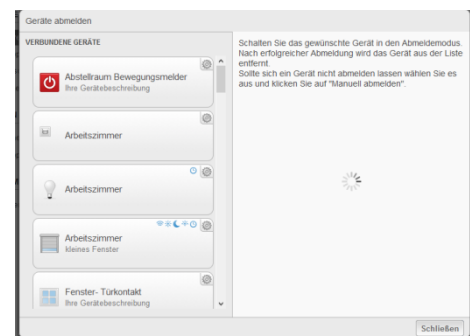 Geräte abmelden
VERBUNDENE GERÄTE
Abstellraum Bewegungsmelder
Ihre Gerätebeschreibung
Arbeitszimmer
Arbeitszimmer
Arbeitszimmer
kleines Fenster
Fenster- Türkontakt
Ihre Gerätebeschreibung
Schalten Sie das gewünschte Gerät in den Abmeldemodus.
Nach erfolgreicher Abmeldung wird das Gerät aus der Liste
entfernt.
Sollte sich ein Gerät nicht abmelden lassen wählen Sie es
aus und klicken Sie auf "Manuell abmelden".
Schließen